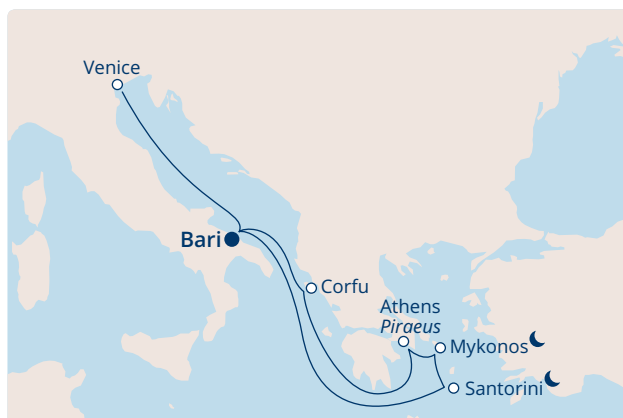 Venice
Bari
Corfu
Athens
Piraeus
Mykonos
Santorini